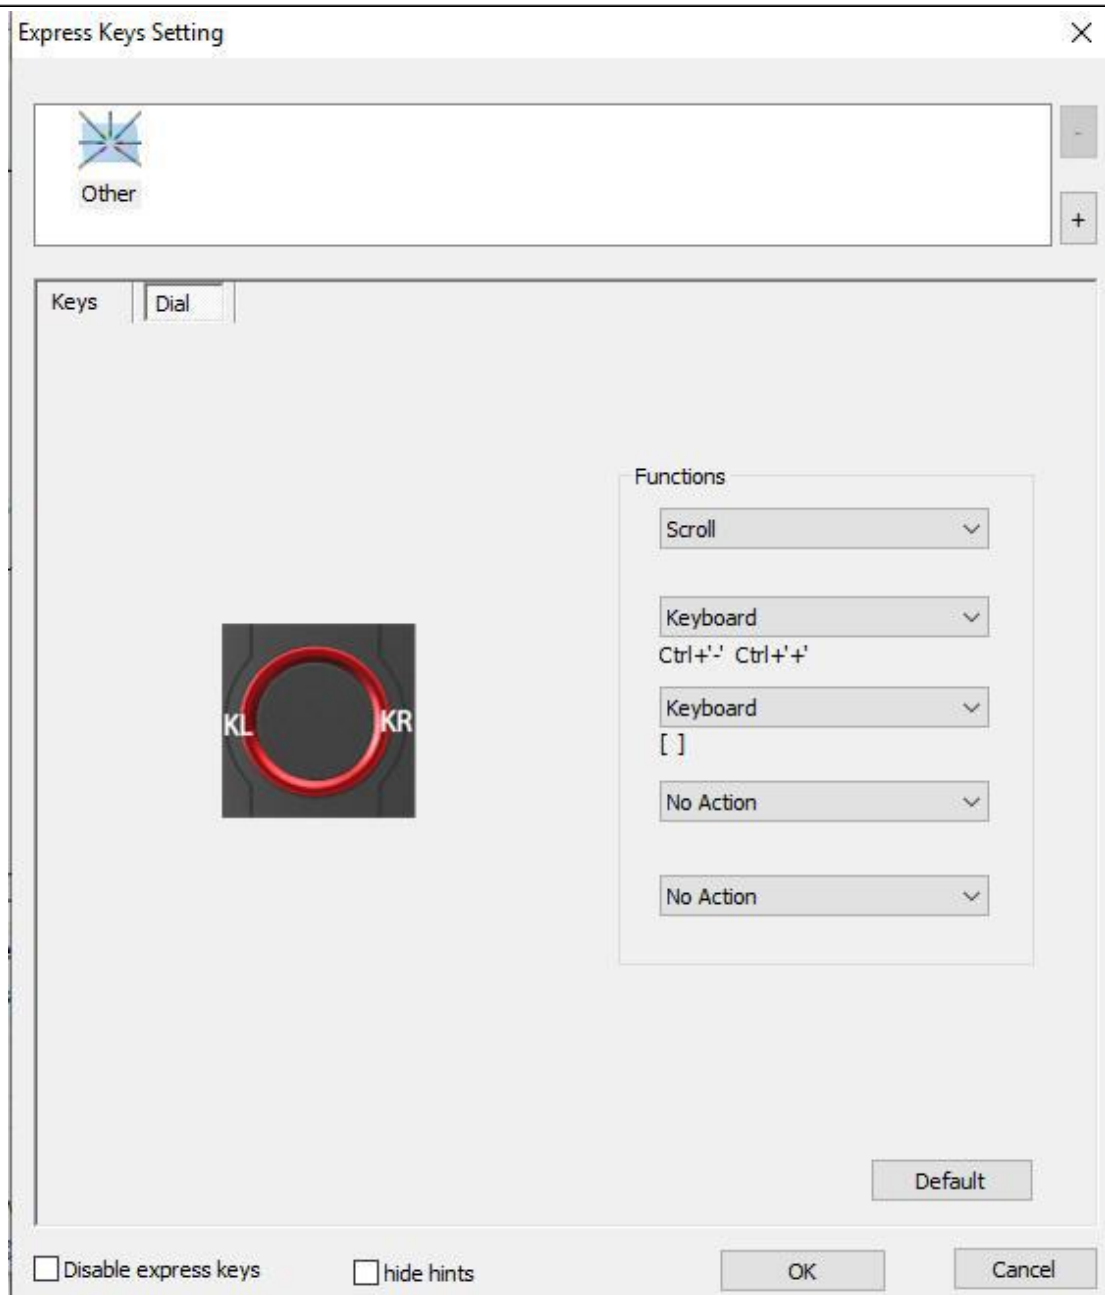 Express Keys Setting
Other
-
+
Keys Dial
Functions
Scroll
Keyboard
Ctrl+'-' Ctrl+'+'
Keyboard
[ ]
No Action
No Action
KL KR
Default
Disable express keys hide hints OK Cancel